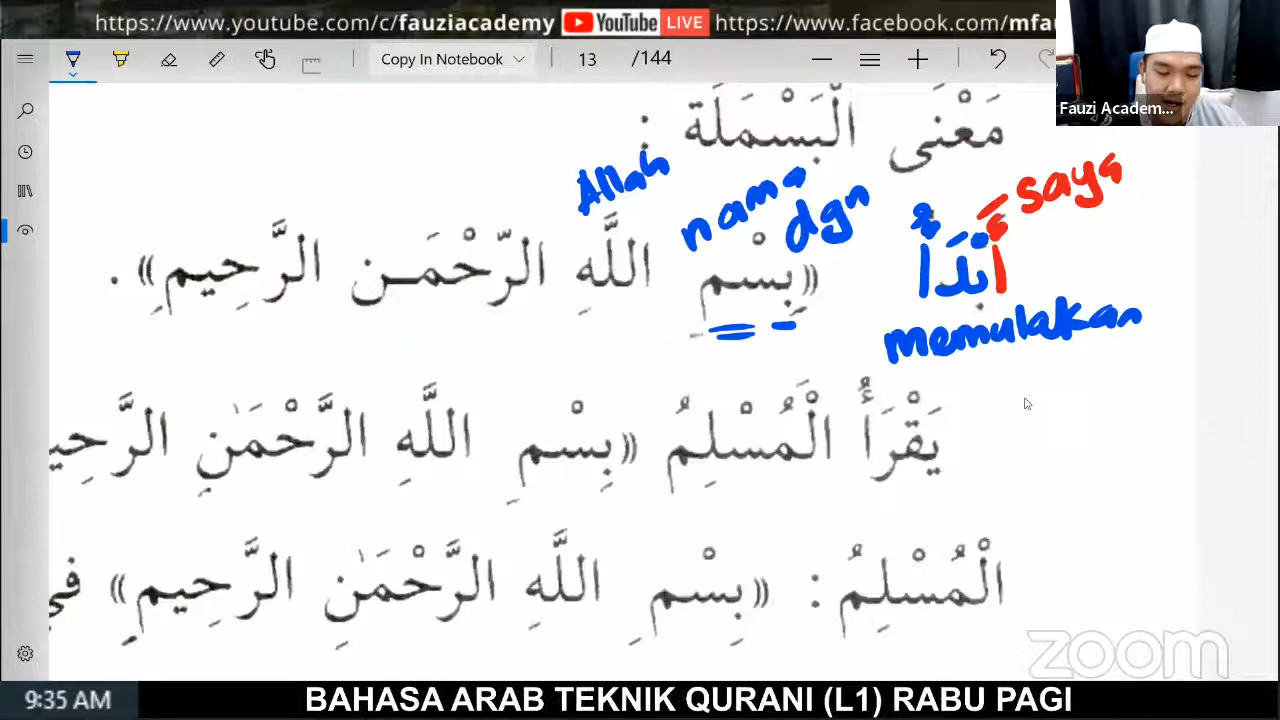 https://www.youtube.com/c/fauziacademy YouTube LIVE https://www.facebook.com/mfau
Copy In Notebook 13 /144
Fauzi Academ...
مَعْنَى الْبَسْمَلَة :
Allah nama dgn saya
أَبْدَأُ «بِسْمِ اللَّهِ الرَّحْمَـن الرَّحِيمِ» .
memulakan
يَقْرَأُ الْمُسْلِمُ «بِسْمِ اللَّهِ الرَّحْمَٰنِ الرَّحِي
الْمُسْلِمُ : «بِسْمِ اللَّهِ الرَّحْمَٰنِ الرَّحِيمِ» فِي
zoom
9:35 AM BAHASA ARAB TEKNIK QURANI (L1) RABU PAGI